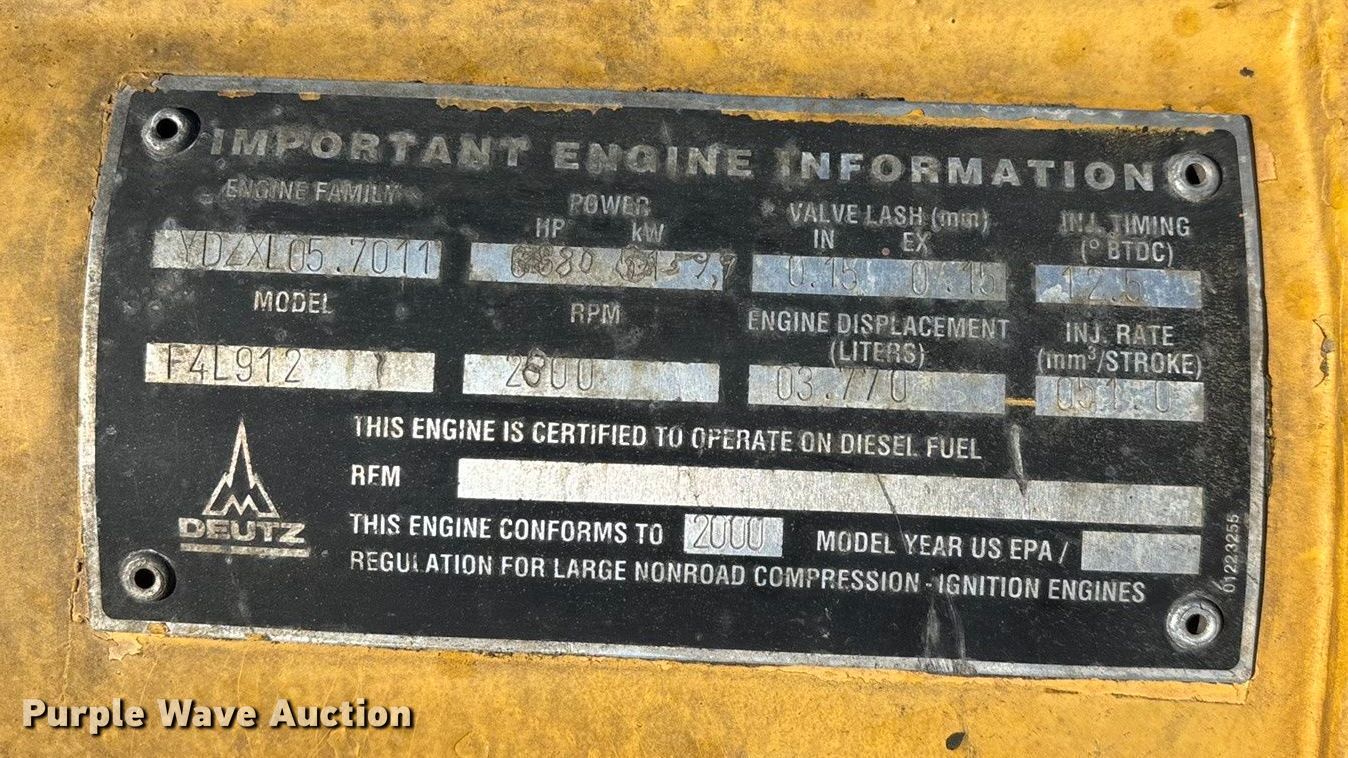 IMPORTANT ENGINE INFORMATION
ENGINE FAMILY POWER VALVE LASH (mm) INJ. TIMING
HP kW IN EX (° BTDC)
YDZXL05.7011 0.15 0.15 12.5
MODEL RPM ENGINE DISPLACEMENT INJ. RATE
(LITERS) (mm³/STROKE)
F4L912 03.770 051.0
THIS ENGINE IS CERTIFIED TO OPERATE ON DIESEL FUEL
RFM
DEUTZ
THIS ENGINE CONFORMS TO 2000 MODEL YEAR US EPA /
REGULATION FOR LARGE NONROAD COMPRESSION - IGNITION ENGINES
01223255
Purple Wave Auction